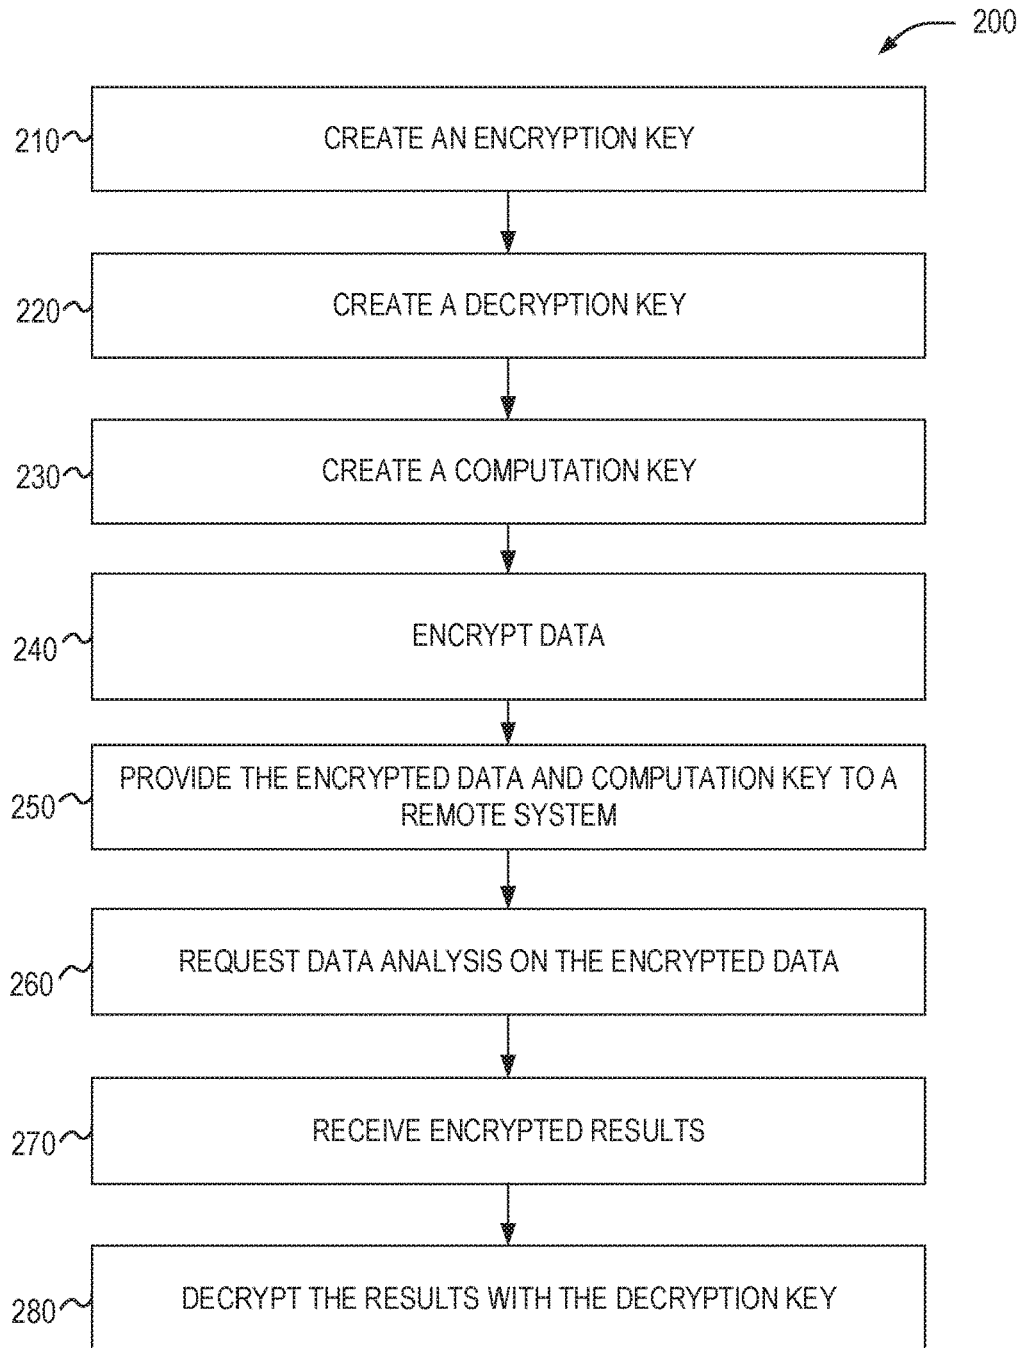 200
210
CREATE AN ENCRYPTION KEY
220
CREATE A DECRYPTION KEY
230
CREATE A COMPUTATION KEY
240
ENCRYPT DATA
250
PROVIDE THE ENCRYPTED DATA AND COMPUTATION KEY TO A
REMOTE SYSTEM
260
REQUEST DATA ANALYSIS ON THE ENCRYPTED DATA
270
RECEIVE ENCRYPTED RESULTS
280
DECRYPT THE RESULTS WITH THE DECRYPTION KEY